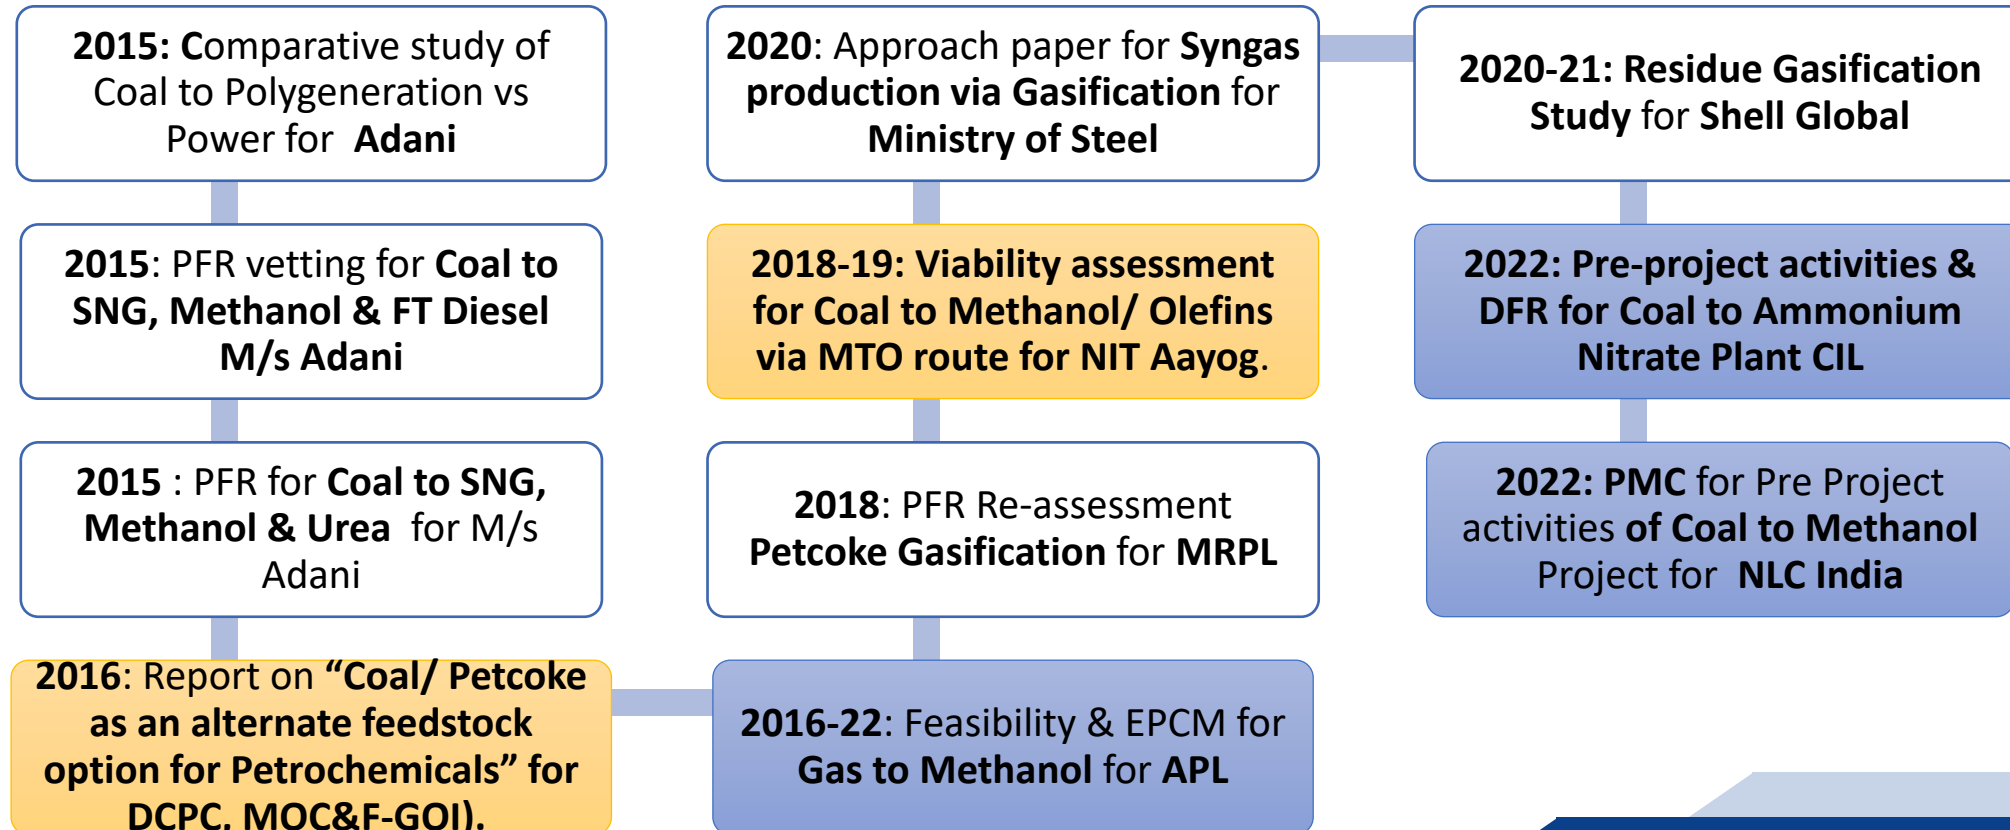 2015: Comparative study of
Coal to Polygeneration vs
Power for Adani
2015: PFR vetting for Coal to
SNG, Methanol & FT Diesel
M/s Adani
2015 : PFR for Coal to SNG,
Methanol & Urea for M/s
Adani
2016: Report on “Coal/ Petcoke
as an alternate feedstock
option for Petrochemicals” for
DCPC, MOC&F-GOI).
2016-22: Feasibility & EPCM for
Gas to Methanol for APL
2018: PFR Re-assessment
Petcoke Gasification for MRPL
2018-19: Viability assessment
for Coal to Methanol/ Olefins
via MTO route for NIT Aayog.
2020: Approach paper for Syngas
production via Gasification for
Ministry of Steel
2020-21: Residue Gasification
Study for Shell Global
2022: Pre-project activities &
DFR for Coal to Ammonium
Nitrate Plant CIL
2022: PMC for Pre Project
activities of Coal to Methanol
Project for NLC India